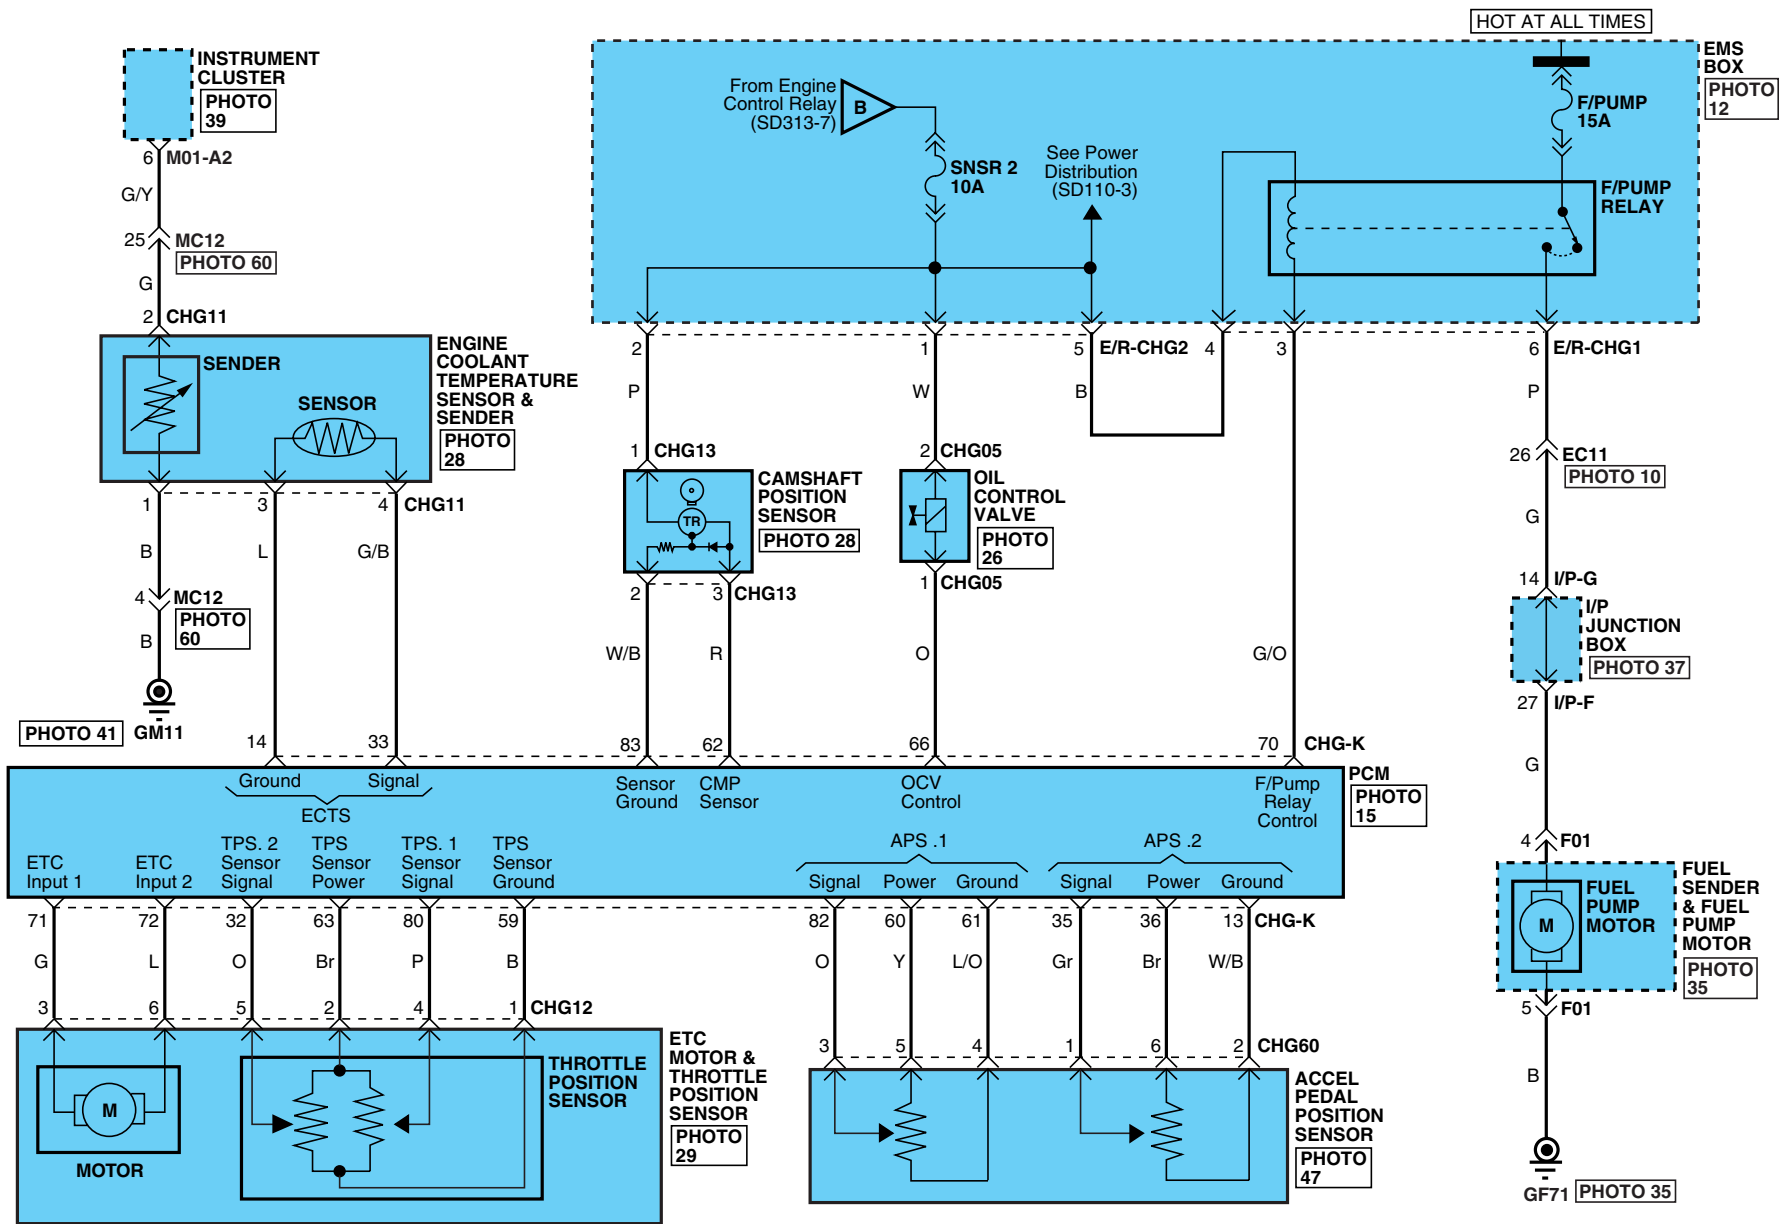 HOT AT ALL TIMES
INSTRUMENT
CLUSTER
PHOTO
39
6 M01-A2
G/Y
25 MC12
PHOTO 60
G
2 CHG11
From Engine
Control Relay
(SD313-7)
B
SNSR 2
10A
See Power
Distribution
(SD110-3)
F/PUMP
15A
F/PUMP
RELAY
EMS
BOX
PHOTO
12
SENDER
SENSOR
ENGINE
COOLANT
TEMPERATURE
SENSOR &
SENDER
PHOTO
28
1 3 4 CHG11
B L G/B
4 MC12
PHOTO
60
B
PHOTO 41 GM11
2 1 5 E/R-CHG2 4 3 6 E/R-CHG1
P W B P
1 CHG13
CAMSHAFT
POSITION
SENSOR
PHOTO 28
TR
2 3 CHG13
W/B R
2 CHG05
OIL
CONTROL
VALVE
PHOTO
26
1 CHG05
O
G/O
26 EC11
PHOTO 10
G
14 I/P-G
I/P
JUNCTION
BOX
PHOTO 37
27 I/P-F
G
4 F01
FUEL
PUMP
MOTOR
M
FUEL
SENDER
& FUEL
PUMP
MOTOR
PHOTO
35
5 F01
B
GF71 PHOTO 35
14 33 83 62 66 70 CHG-K
PCM
PHOTO
15
Ground Signal
ECTS
Sensor
Ground
CMP
Sensor
OCV
Control
F/Pump
Relay
Control
ETC
Input 1
ETC
Input 2
TPS. 2
Sensor
Signal
TPS
Sensor
Power
TPS. 1
Sensor
Signal
TPS
Sensor
Ground
APS .1
Signal Power Ground
APS .2
Signal Power Ground
71 72 32 63 80 59 82 60 61 35 36 13 CHG-K
G L O Br P B O Y L/O Gr Br W/B
3 6 5 2 4 1 CHG12
M
MOTOR
THROTTLE
POSITION
SENSOR
ETC
MOTOR &
THROTTLE
POSITION
SENSOR
PHOTO
29
3 5 4 1 6 2 CHG60
ACCEL
PEDAL
POSITION
SENSOR
PHOTO
47